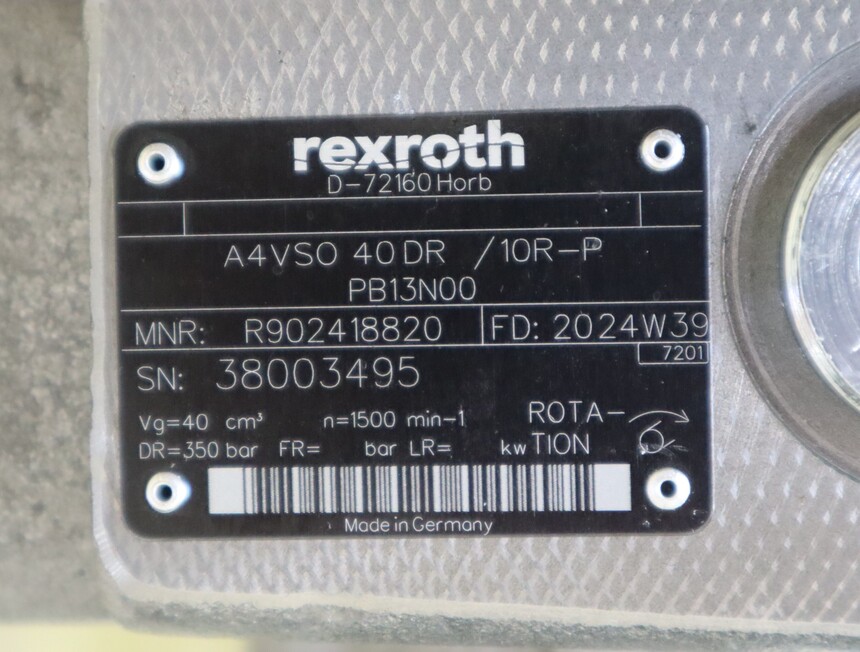 rexroth
D-72160 Horb
A4VSO 40DR /10R-P
PB13N00
MNR: R902418820 FD: 2024W39
7201
SN: 38003495
Vg=40 cm³ n=1500 min-1 ROTA-
DR=350 bar FR= bar LR= kw TION
Made in Germany